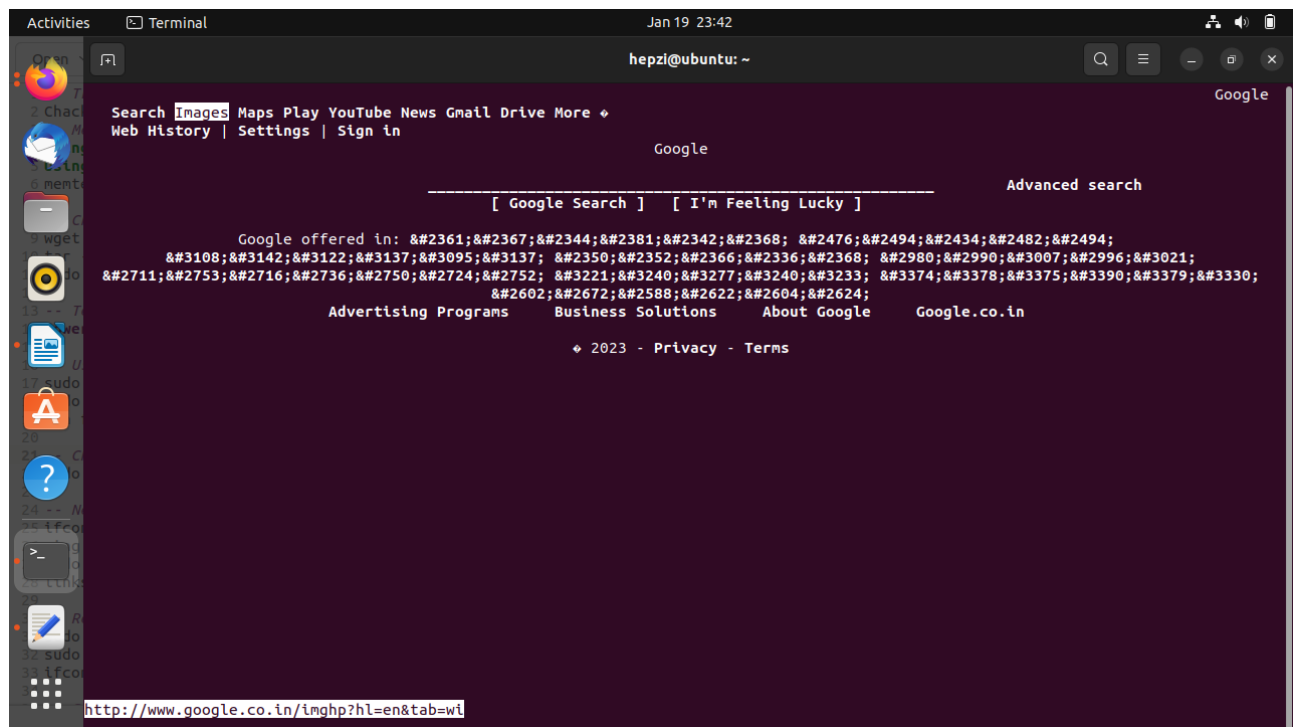 Activities Terminal Jan 19 23:42
hepzi@ubuntu: ~
Google
Search Images Maps Play YouTube News Gmail Drive More �
Web History | Settings | Sign in
Google
Advanced search
[ Google Search ] [ I'm Feeling Lucky ]
Google offered in: &#2361;&#2367;&#2344;&#2381;&#2342;&#2368; &#2476;&#2494;&#2434;&#2482;&#2494;
&#3108;&#3142;&#3122;&#3137;&#3095;&#3137; &#2350;&#2352;&#2366;&#2336;&#2368; &#2980;&#2990;&#3007;&#2996;&#3021;
&#2711;&#2753;&#2716;&#2736;&#2750;&#2724;&#2752; &#3221;&#3240;&#3277;&#3240;&#3233; &#3374;&#3378;&#3375;&#3390;&#3379;&#3330;
&#2602;&#2672;&#2588;&#2622;&#2604;&#2624;
Advertising Programs Business Solutions About Google Google.co.in
� 2023 - Privacy - Terms
http://www.google.co.in/imghp?hl=en&tab=wi